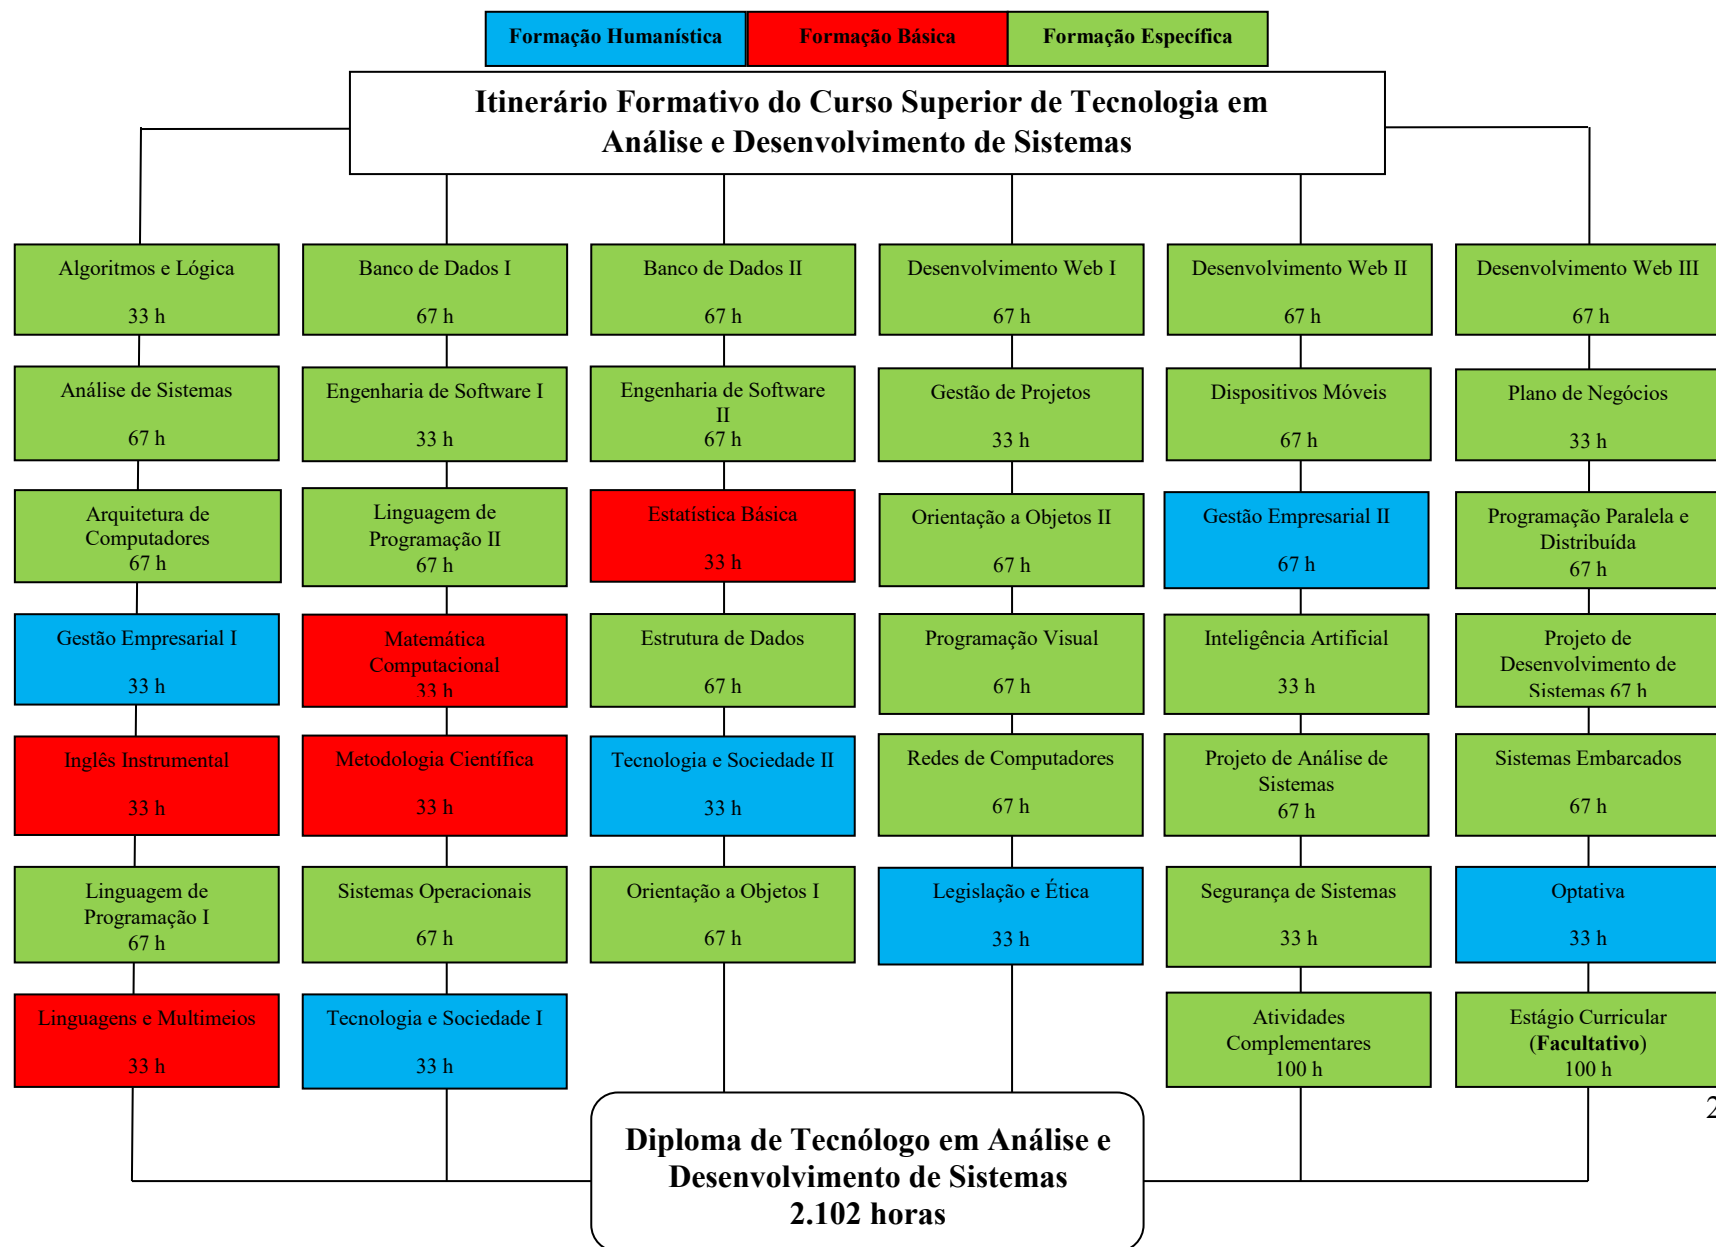 Formação Humanística
Formação Básica
Formação Específica
Itinerário Formativo do Curso Superior de Tecnologia em
Análise e Desenvolvimento de Sistemas
Algoritmos e Lógica
33 h
Análise de Sistemas
67 h
Arquitetura de
Computadores
67 h
Gestão Empresarial I
33 h
Inglês Instrumental
33 h
Linguagem de
Programação I
67 h
Linguagens e Multimeios
33 h
Banco de Dados I
67 h
Engenharia de Software I
33 h
Linguagem de
Programação II
67 h
Matemática
Computacional
33 h
Metodologia Científica
33 h
Sistemas Operacionais
67 h
Tecnologia e Sociedade I
33 h
Banco de Dados II
67 h
Engenharia de Software
II
67 h
Estatística Básica
33 h
Estrutura de Dados
67 h
Tecnologia e Sociedade II
33 h
Orientação a Objetos I
67 h
Desenvolvimento Web I
67 h
Gestão de Projetos
33 h
Orientação a Objetos II
67 h
Programação Visual
67 h
Redes de Computadores
67 h
Legislação e Ética
33 h
Desenvolvimento Web II
67 h
Dispositivos Móveis
67 h
Gestão Empresarial II
67 h
Inteligência Artificial
33 h
Projeto de Análise de
Sistemas
67 h
Segurança de Sistemas
33 h
Atividades
Complementares
100 h
Desenvolvimento Web III
67 h
Plano de Negócios
33 h
Programação Paralela e
Distribuída
67 h
Projeto de
Desenvolvimento de
Sistemas 67 h
Sistemas Embarcados
67 h
Optativa
33 h
Estágio Curricular
(Facultativo)
100 h
2
Diploma de Tecnólogo em Análise e
Desenvolvimento de Sistemas
2.102 horas